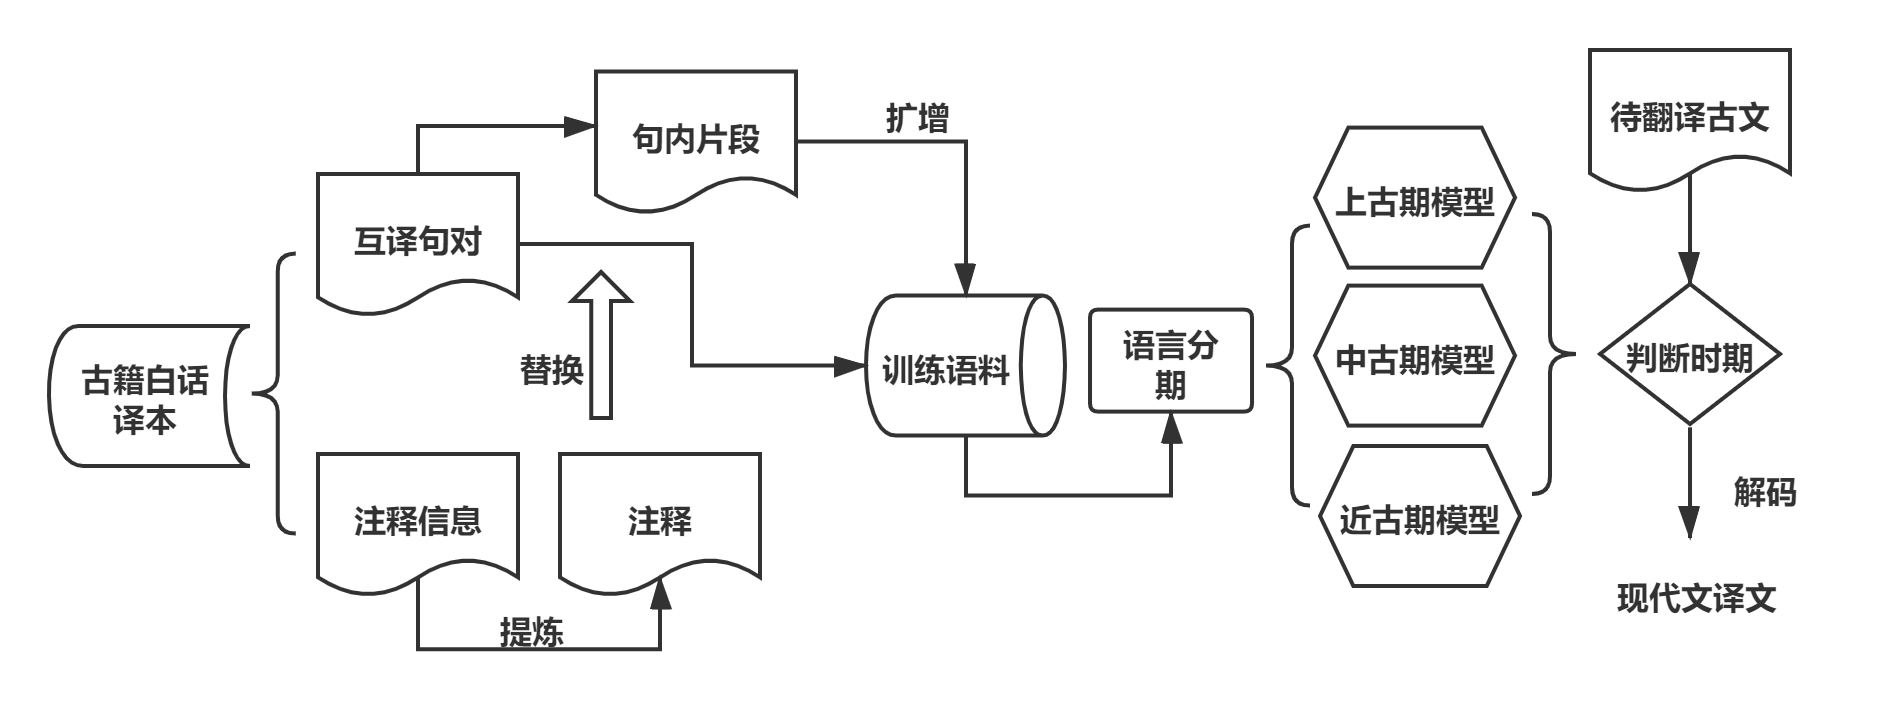 古籍白话
译本
互译句对
句内片段
扩增
替换
注释信息
注释
提炼
训练语料
语言分
期
上古期模型
中古期模型
近古期模型
待翻译古文
判断时期
解码
现代文译文